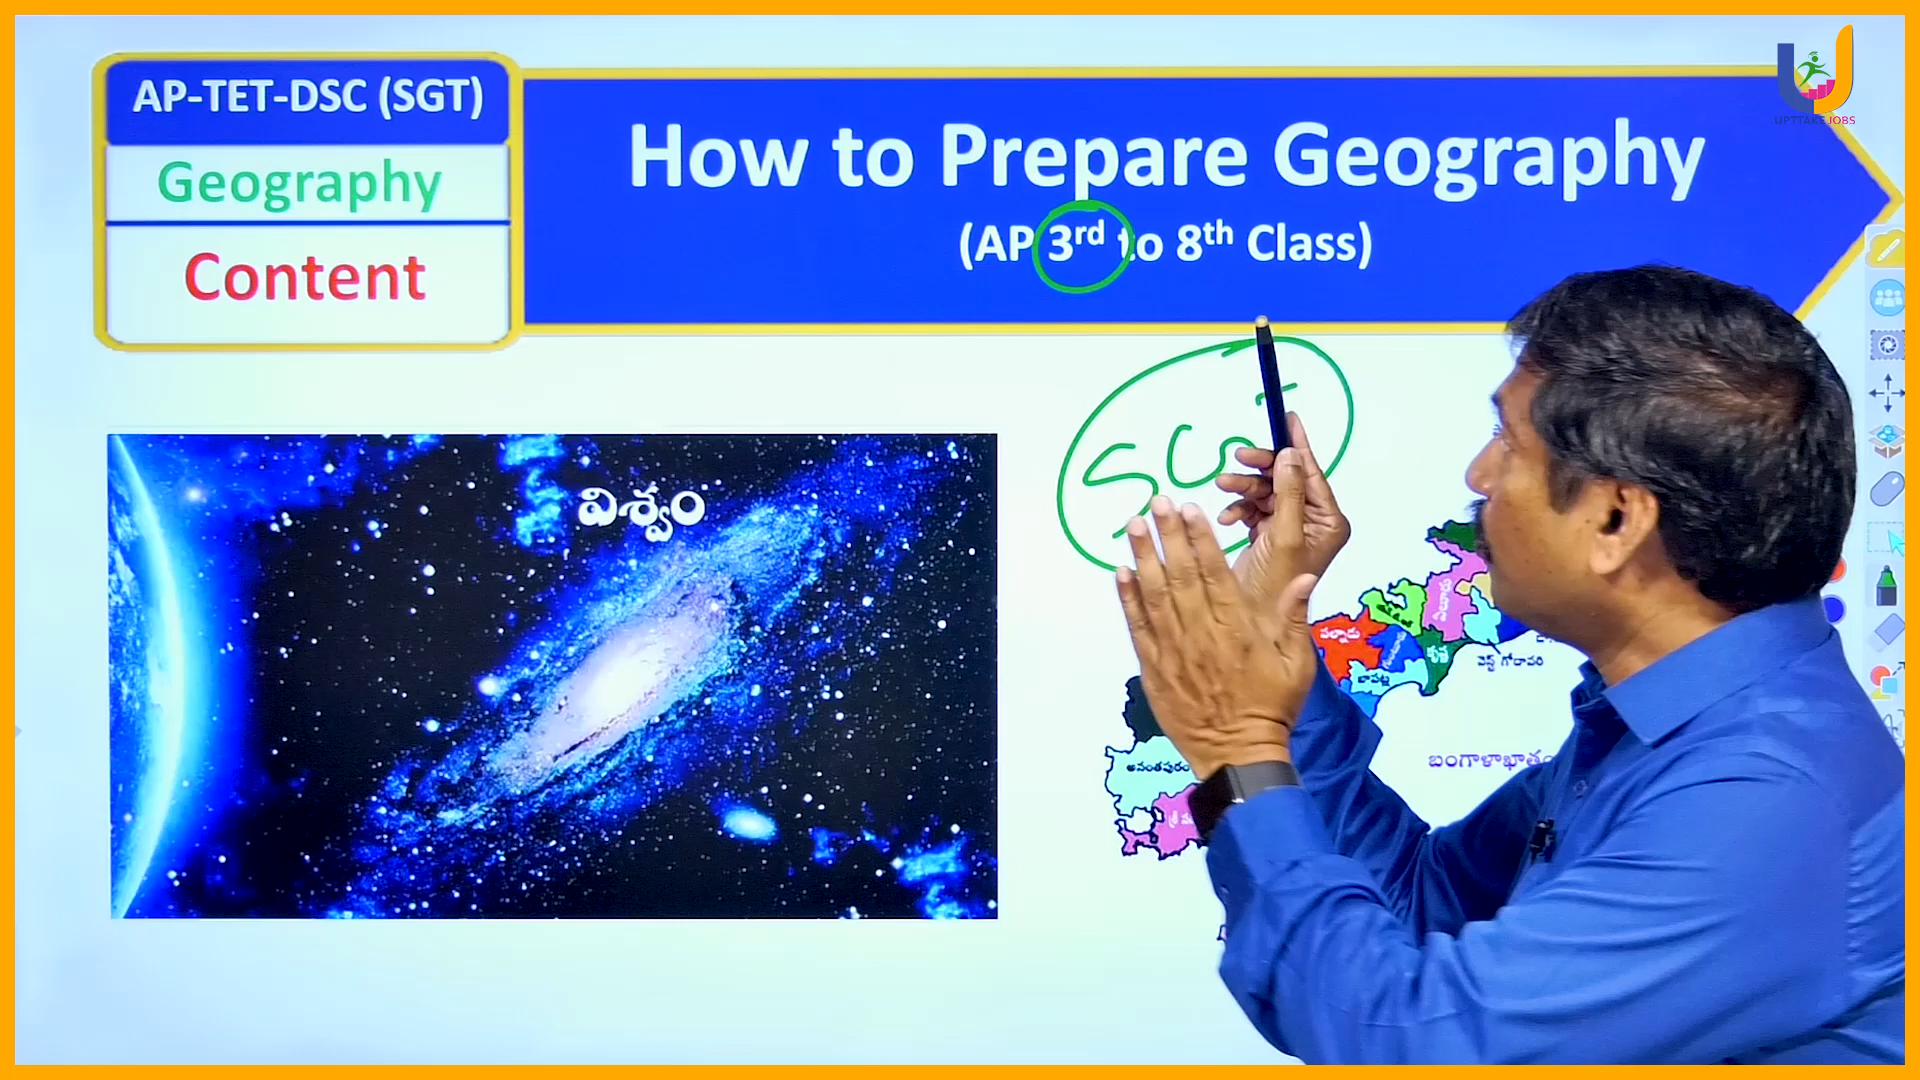 AP-TET-DSC (SGT)
Geography
Content
How to Prepare Geography
(AP 3rd to 8th Class)
UPTTAKE JOBS
విశ్వం
పల్నాడు
కృష్ణ
బాపట్ల
వెస్ట్ గోదావరి
అనంతపురం
బంగాళాఖాతం